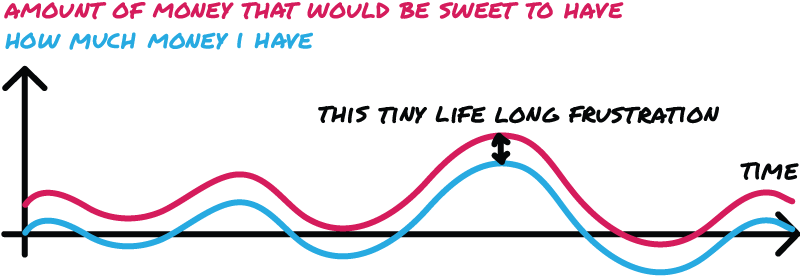 AMOUNT OF MONEY THAT WOULD BE SWEET TO HAVE
HOW MUCH MONEY I HAVE
THIS TINY LIFE LONG FRUSTRATION
TIME